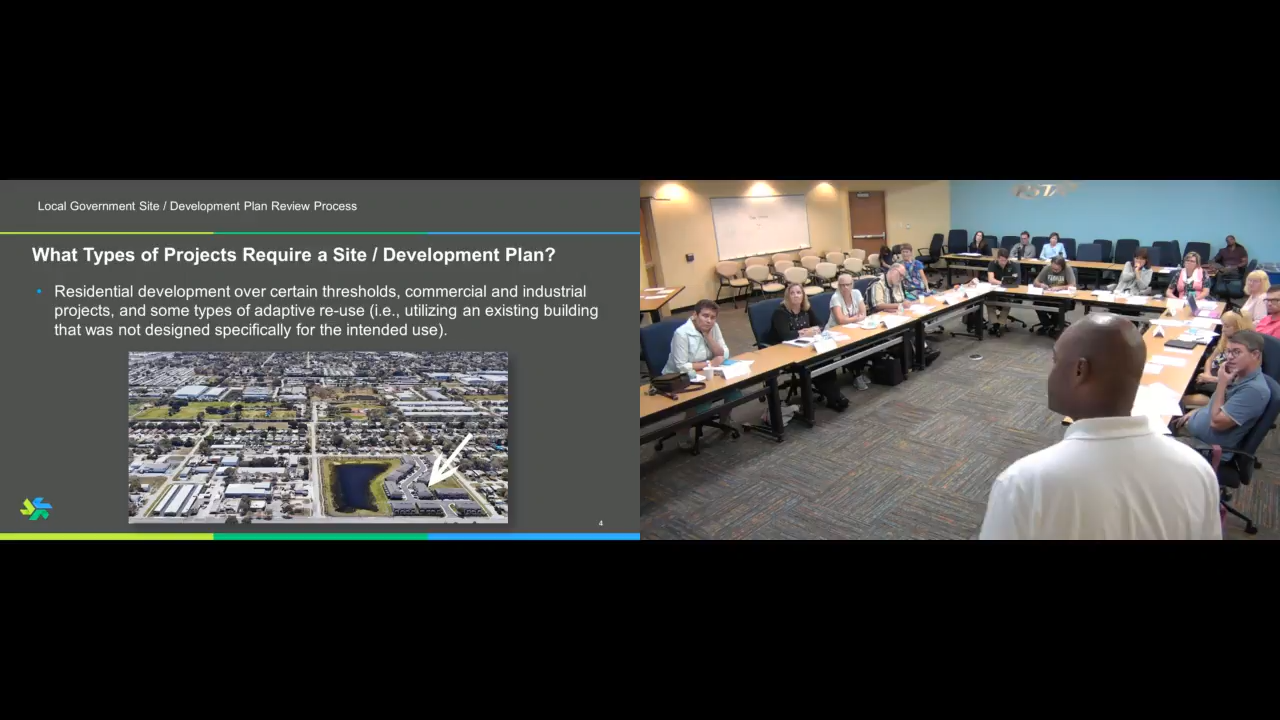 Local Government Site / Development Plan Review Process
What Types of Projects Require a Site / Development Plan?
• Residential development over certain thresholds, commercial and industrial
projects, and some types of adaptive re-use (i.e., utilizing an existing building
that was not designed specifically for the intended use).
4